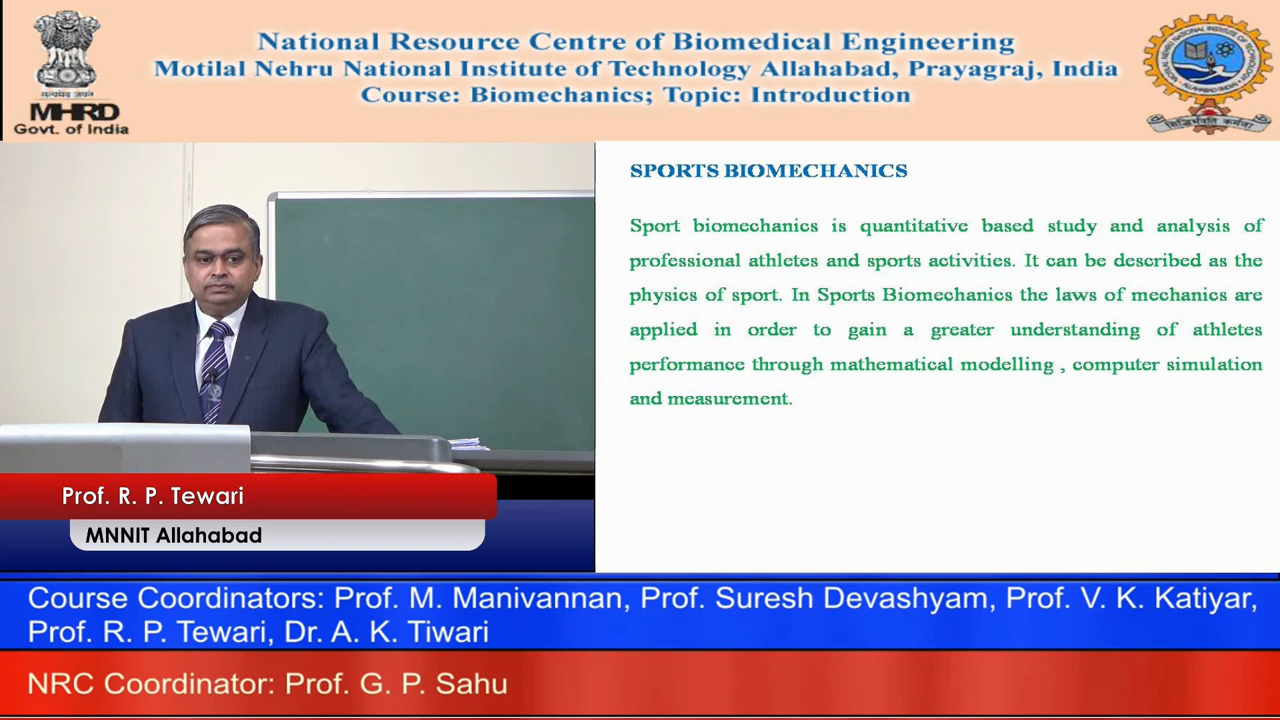 National Resource Centre of Biomedical Engineering
Motilal Nehru National Institute of Technology Allahabad, Prayagraj, India
Course: Biomechanics; Topic: Introduction
सत्यमेव जयते
MHRD
Govt. of India
SPORTS BIOMECHANICS
Sport biomechanics is quantitative based study and analysis of
professional athletes and sports activities. It can be described as the
physics of sport. In Sports Biomechanics the laws of mechanics are
applied in order to gain a greater understanding of athletes
performance through mathematical modelling , computer simulation
and measurement.
Prof. R. P. Tewari
MNNIT Allahabad
Course Coordinators: Prof. M. Manivannan, Prof. Suresh Devashyam, Prof. V. K. Katiyar,
Prof. R. P. Tewari, Dr. A. K. Tiwari
NRC Coordinator: Prof. G. P. Sahu